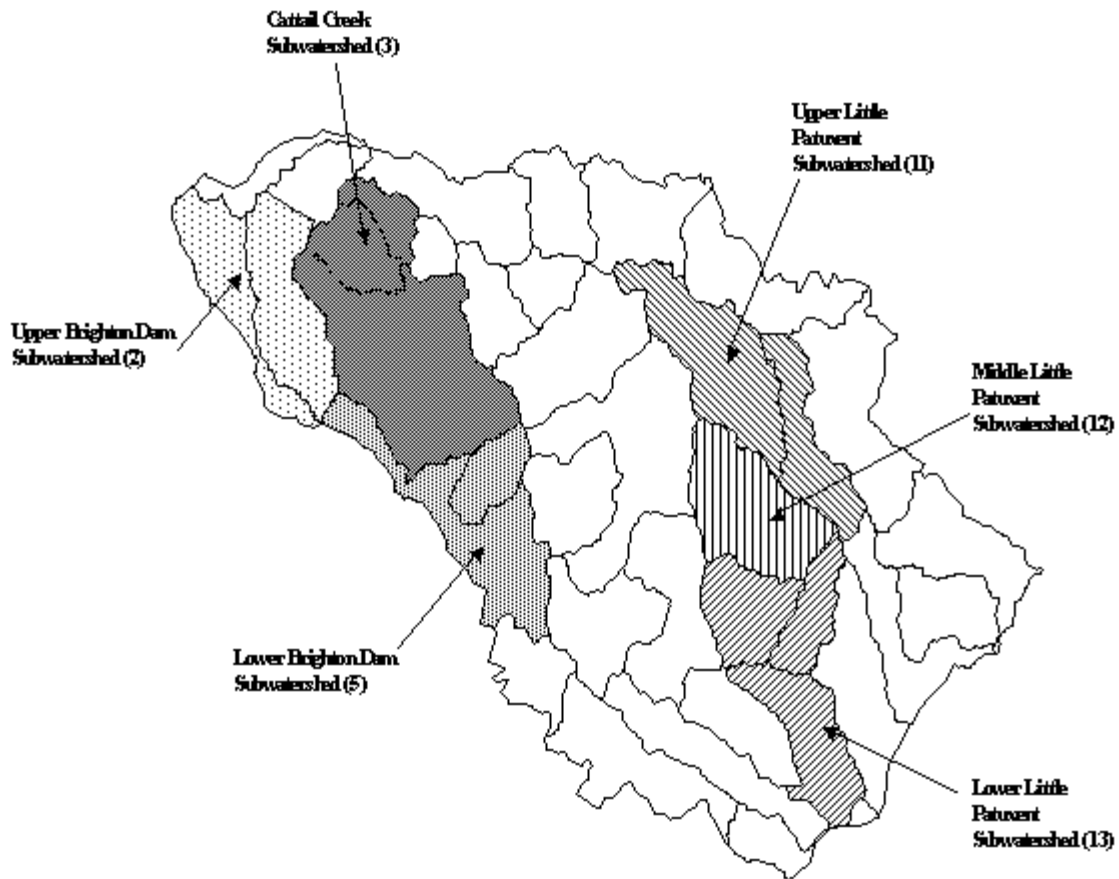 Cattail Creek
Subwatershed (3)
Upper Little
Patuxent
Subwatershed (11)
Upper Brighton Dam
Subwatershed (2)
Middle Little
Patuxent
Subwatershed (12)
Lower Brighton Dam
Subwatershed (5)
Lower Little
Patuxent
Subwatershed (13)